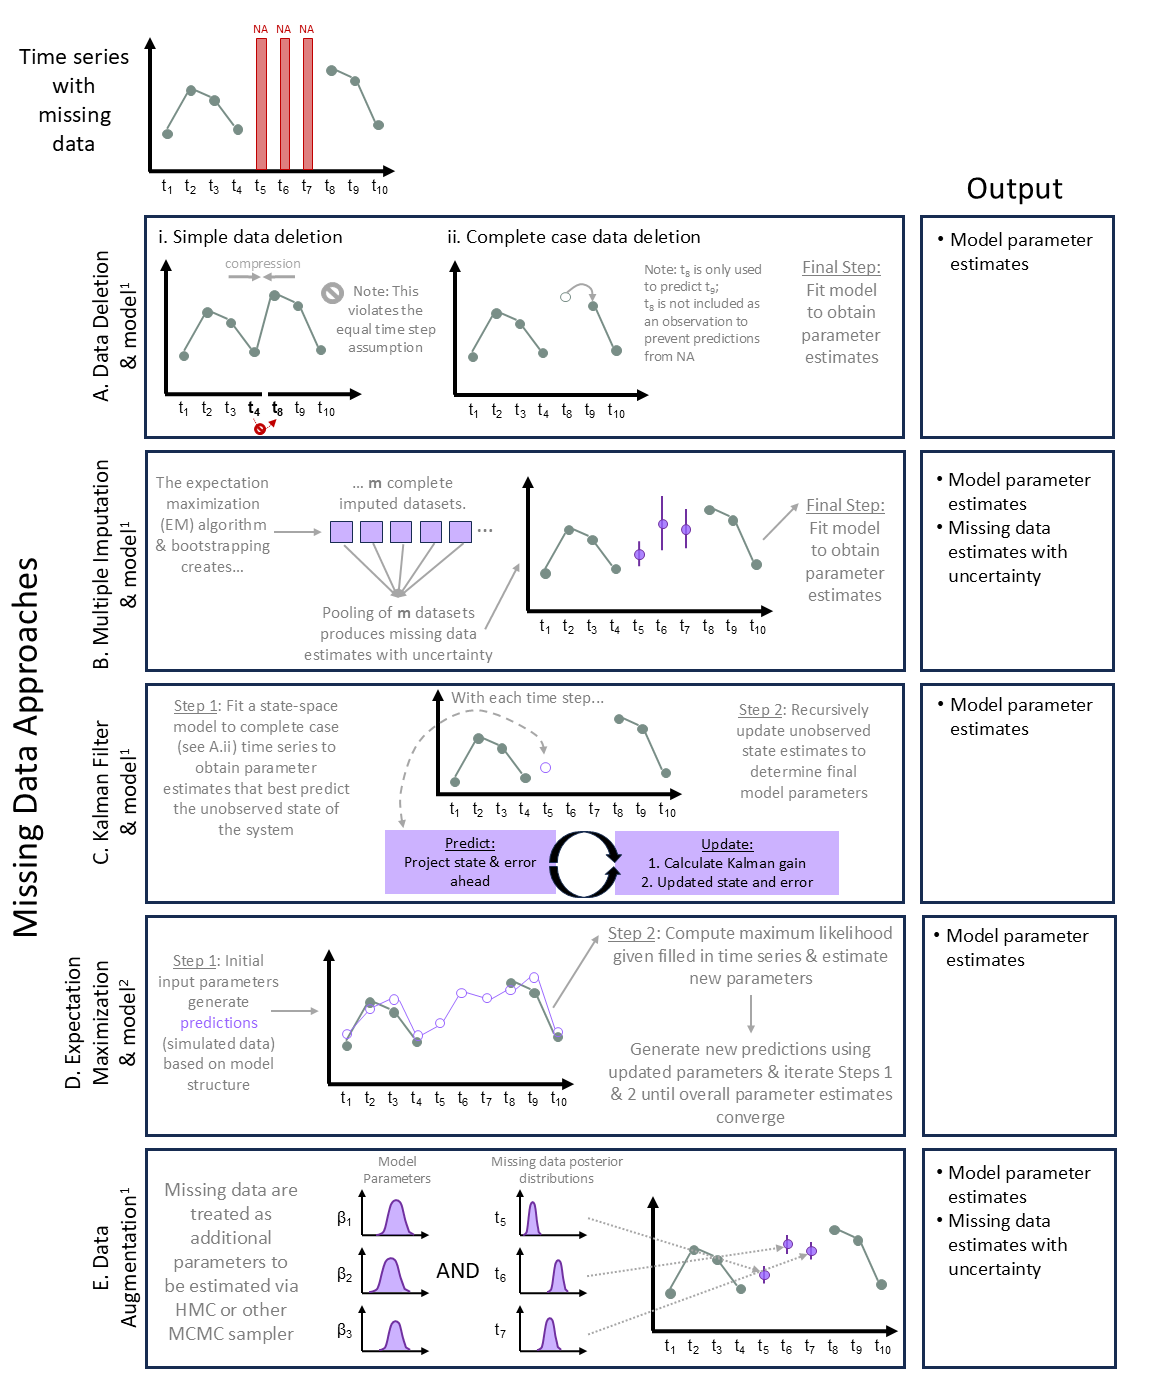 Time series
with
missing
data
NA NA NA
t1 t2 t3 t4 t5 t6 t7 t8 t9 t10
Output
Missing Data Approaches
A. Data Deletion
& model1
i. Simple data deletion
compression
Note: This
violates the
equal time step
assumption
t1 t2 t3 t4 t8 t9 t10
ii. Complete case data deletion
Note: t8 is only used
to predict t9;
t8 is not included as
an observation to
prevent predictions
from NA
t1 t2 t3 t4 t8 t9 t10
Final Step:
Fit model
to obtain
parameter
estimates
• Model parameter
estimates
B. Multiple Imputation
& model1
The expectation
maximization
(EM) algorithm
& bootstrapping
creates...
... m complete
imputed datasets.
...
Pooling of m datasets
produces missing data
estimates with uncertainty
t1 t2 t3 t4 t5 t6 t7 t8 t9 t10
Final Step:
Fit model
to obtain
parameter
estimates
• Model parameter
estimates
• Missing data
estimates with
uncertainty
C. Kalman Filter
& model1
Step 1: Fit a state-space
model to complete case
(see A.ii) time series to
obtain parameter
estimates that best predict
the unobserved state of
the system
With each time step...
t1 t2 t3 t4 t5 t6 t7 t8 t9 t10
Predict:
Project state & error
ahead
Update:
1. Calculate Kalman gain
2. Updated state and error
Step 2: Recursively
update unobserved
state estimates to
determine final
model parameters
• Model parameter
estimates
D. Expectation
Maximization
& model2
Step 1: Initial
input parameters
generate
predictions
(simulated data)
based on model
structure
t1 t2 t3 t4 t5 t6 t7 t8 t9 t10
Step 2: Compute maximum likelihood
given filled in time series & estimate
new parameters
Generate new predictions using
updated parameters & iterate Steps 1
& 2 until overall parameter estimates
converge
• Model parameter
estimates
E. Data
Augmentation1
Missing data are
treated as
additional
parameters to
be estimated via
HMC or other
MCMC sampler
Model
Parameters
β1
β2
β3
AND
Missing data posterior
distributions
t5
t6
t7
t1 t2 t3 t4 t5 t6 t7 t8 t9 t10
• Model parameter
estimates
• Missing data
estimates with
uncertainty